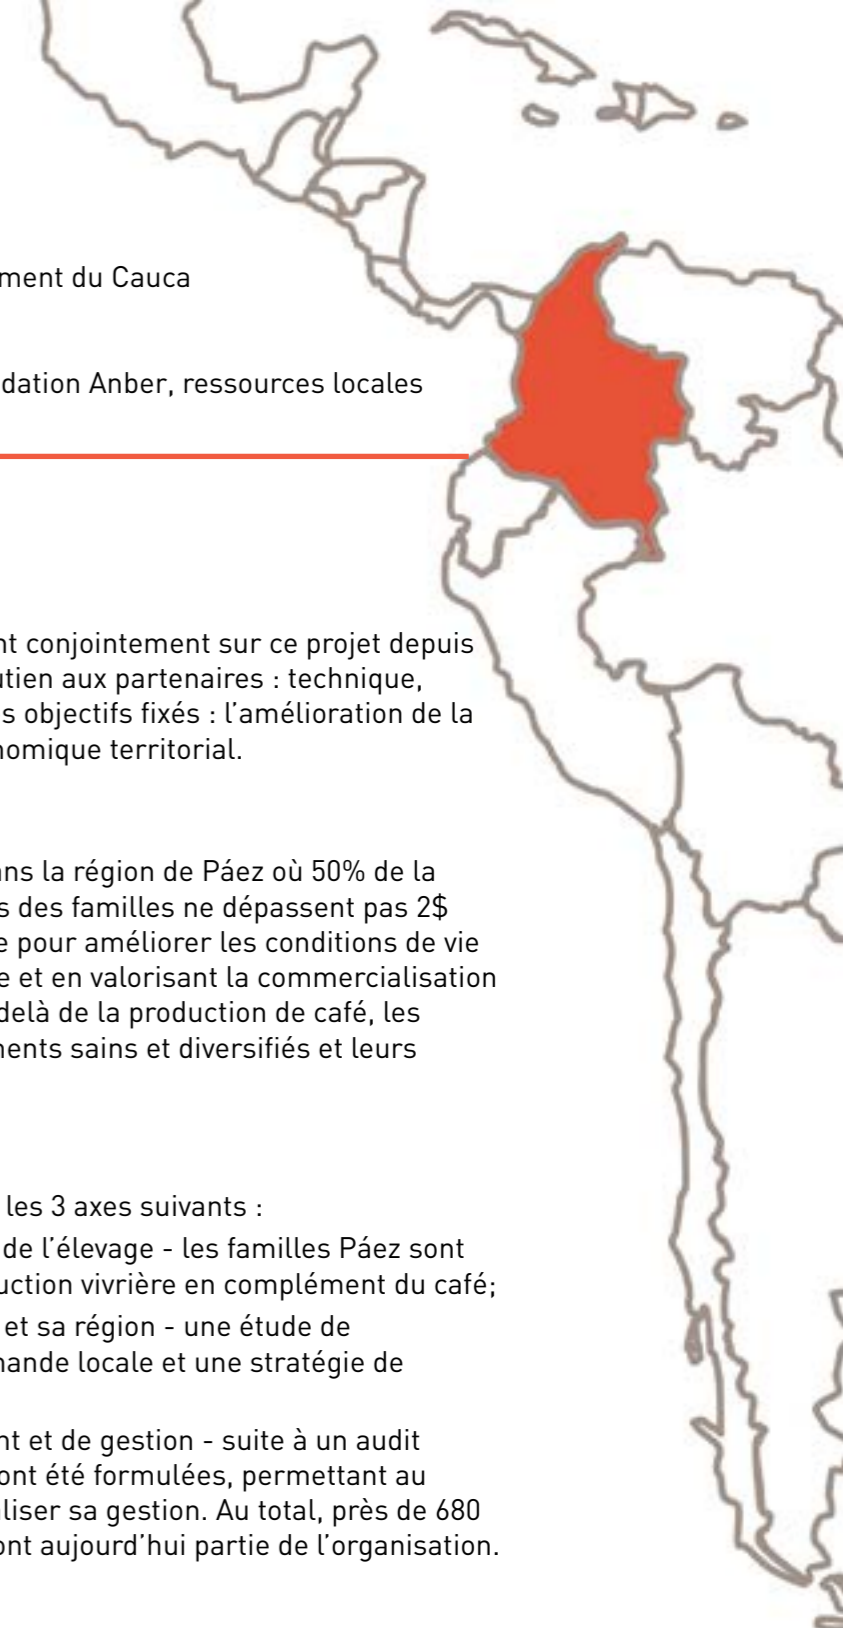 ment du Cauca
dation Anber, ressources locales
nt conjointement sur ce projet depuis
utien aux partenaires : technique,
s objectifs fixés : l’amélioration de la
nomique territorial.
ans la région de Páez où 50% de la
s des familles ne dépassent pas 2$
e pour améliorer les conditions de vie
e et en valorisant la commercialisation
delà de la production de café, les
ments sains et diversifiés et leurs
les 3 axes suivants :
de l’élevage - les familles Páez sont
uction vivrière en complément du café;
et sa région - une étude de
mande locale et une stratégie de
nt et de gestion - suite à un audit
ont été formulées, permettant au
aliser sa gestion. Au total, près de 680
ont aujourd’hui partie de l’organisation.